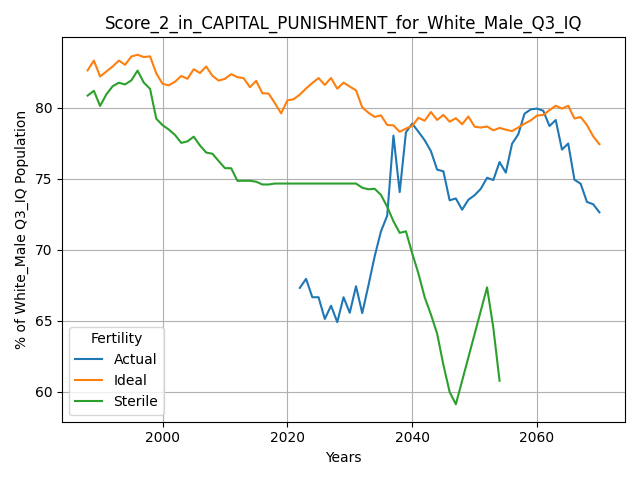 Score_2_in_CAPITAL_PUNISHMENT_for_White_Male_Q3_IQ
% of White_Male Q3_IQ Population
80
75
70
65
60
Fertility
Actual
Ideal
Sterile
2000
2020
2040
2060
Years